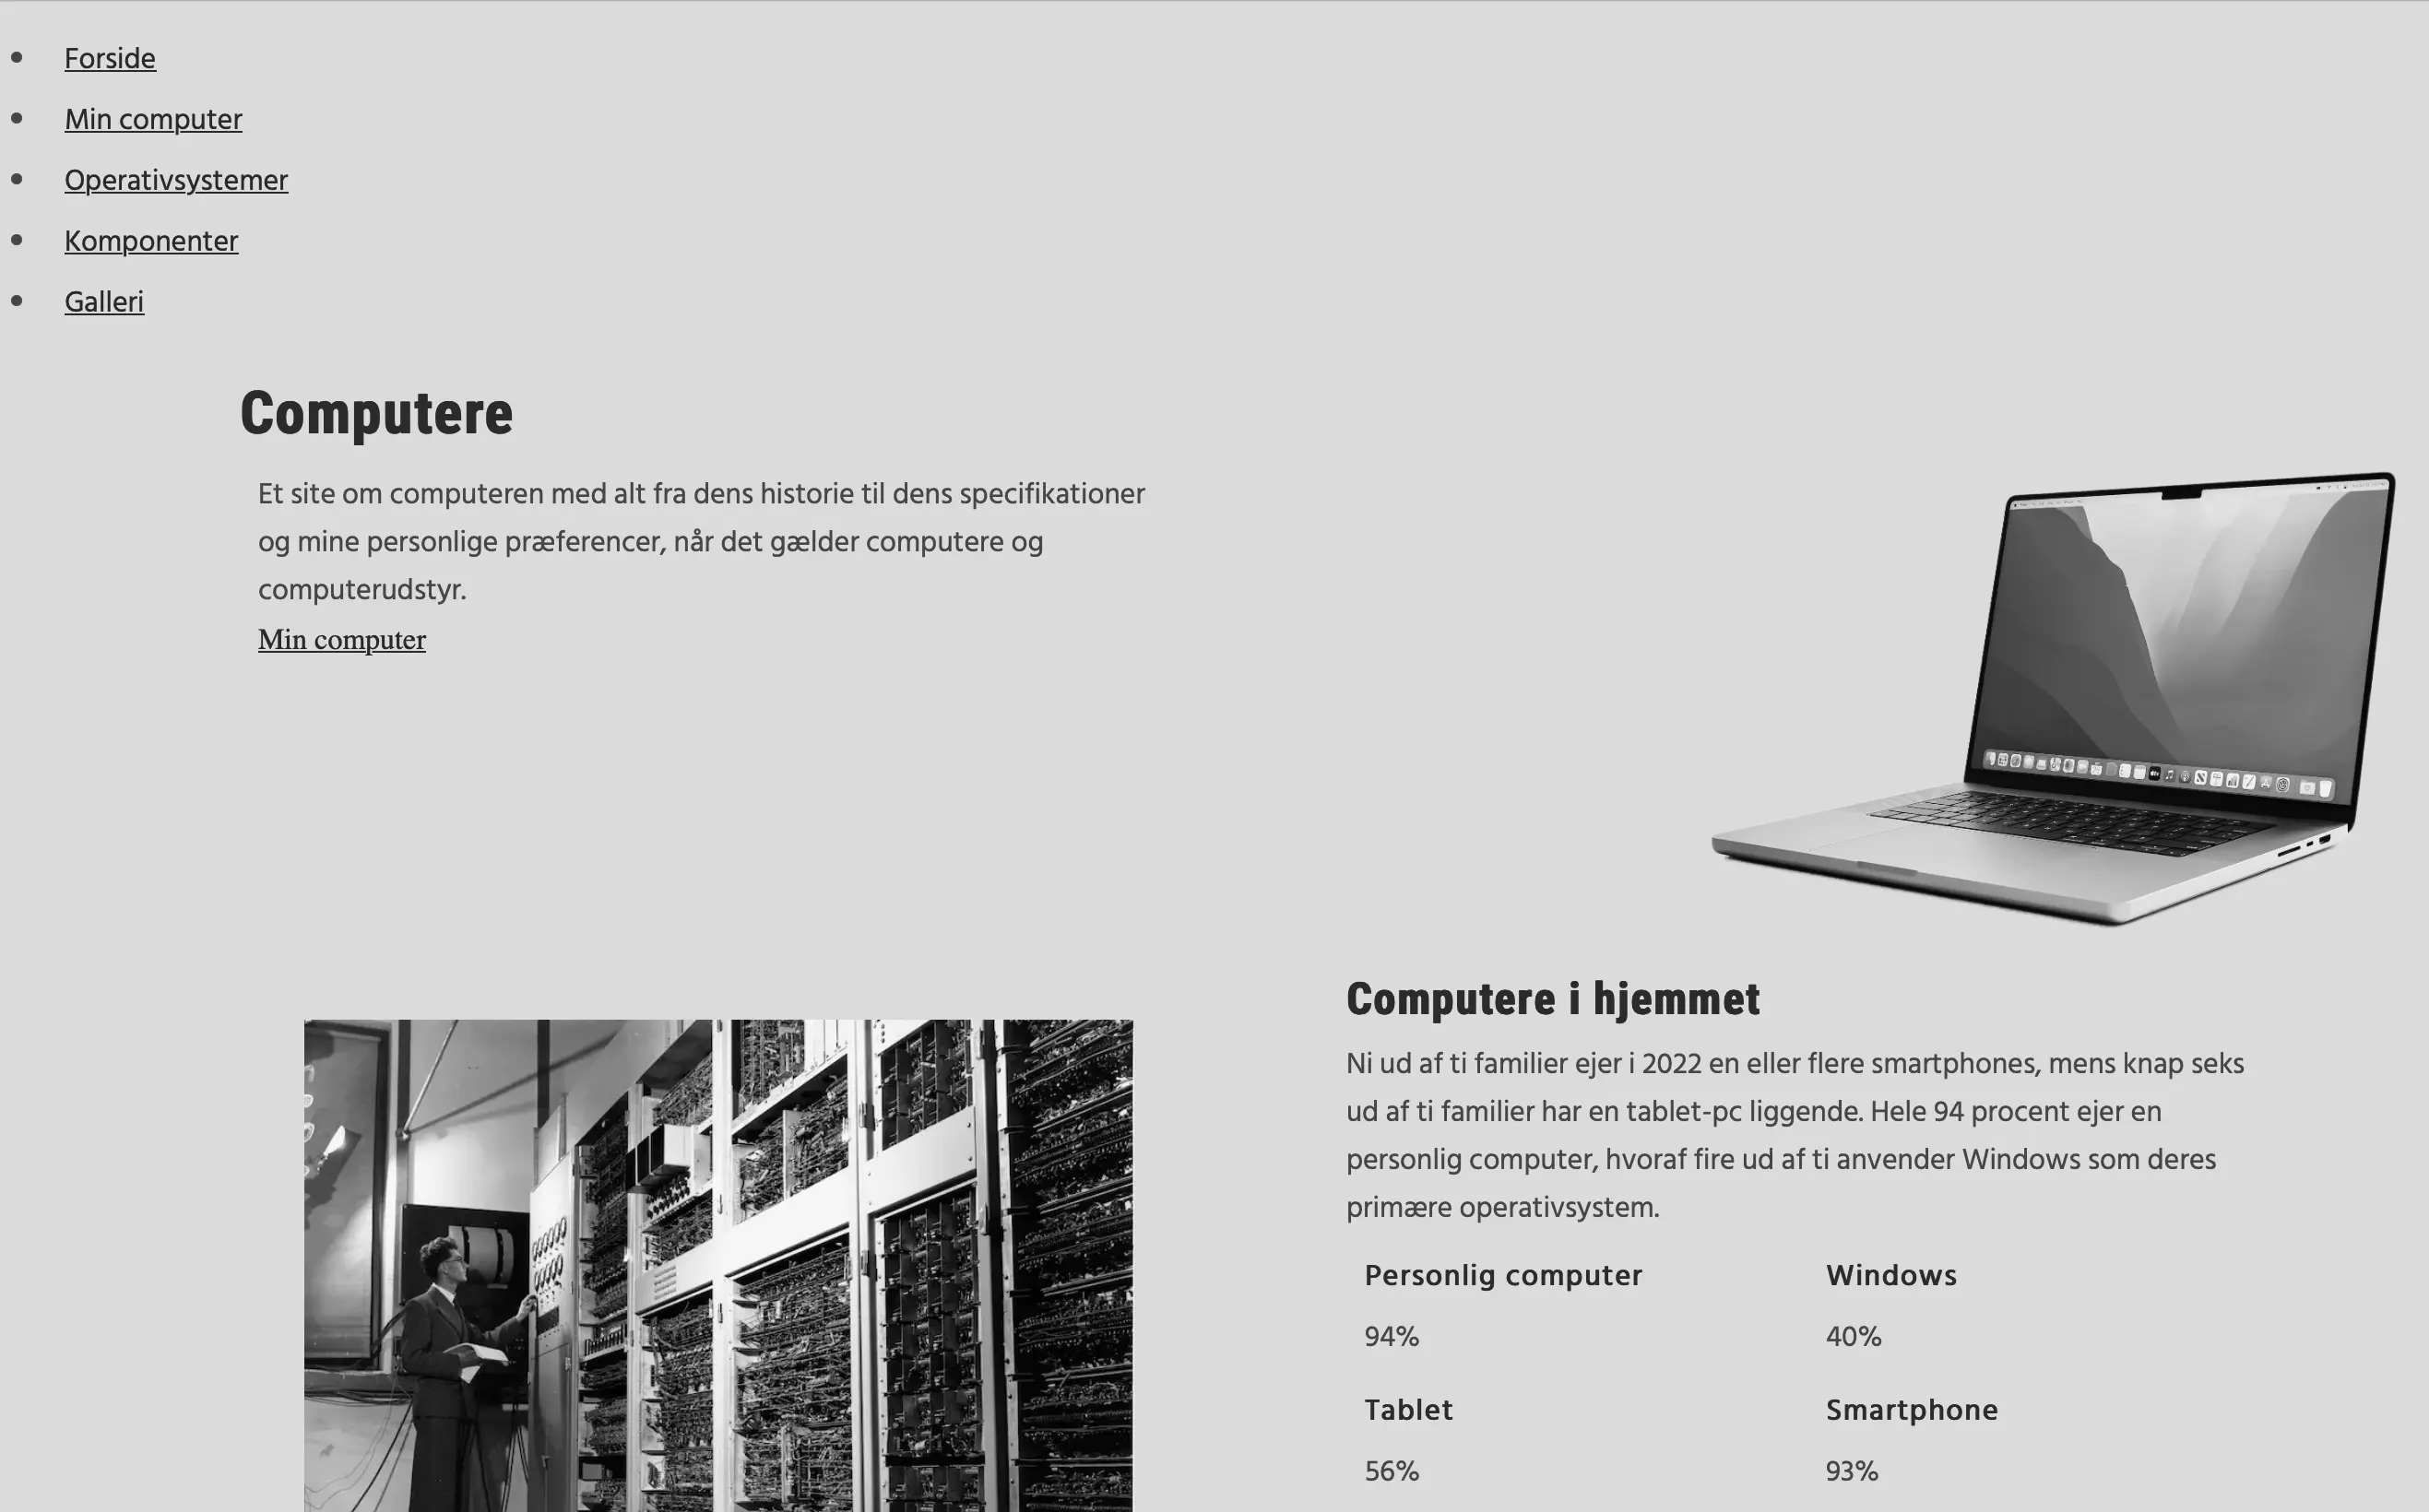 Forside
Min computer
Operativsystemer
Komponenter
Galleri
Computere
Et site om computeren med alt fra dens historie til dens specifikationer
og mine personlige præferencer, når det gælder computere og
computerudstyr.
Min computer
Computere i hjemmet
Ni ud af ti familier ejer i 2022 en eller flere smartphones, mens knap seks
ud af ti familier har en tablet-pc liggende. Hele 94 procent ejer en
personlig computer, hvoraf fire ud af ti anvender Windows som deres
primære operativsystem.
Personlig computer
94%
Windows
40%
Tablet
56%
Smartphone
93%